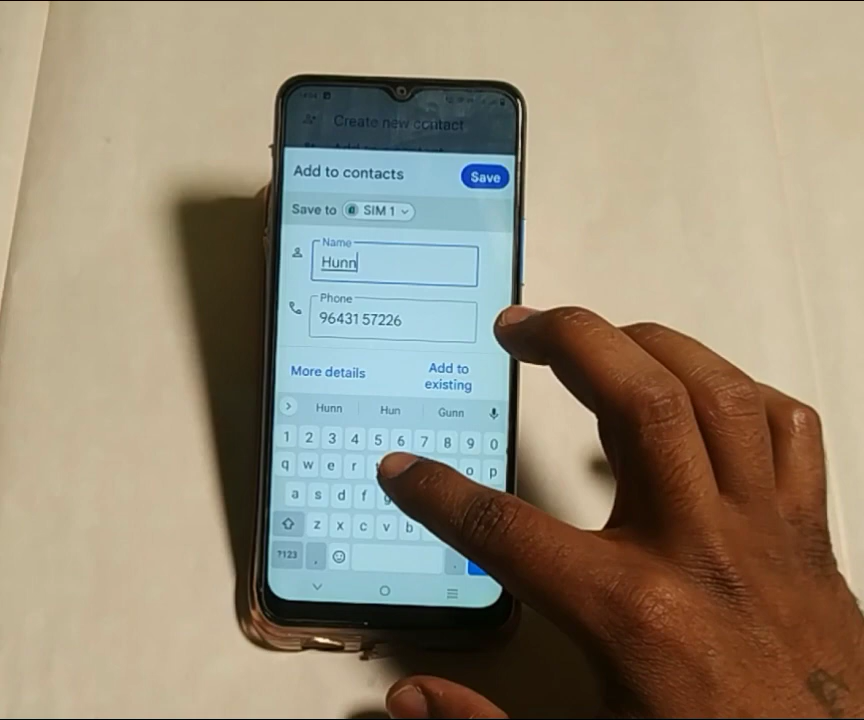 Create new contact
Add to contacts
Save
Save to SIM 1
Name
Hunn
Phone
96431 57226
More details
Add to existing
Hunn Hun Gunn
1 2 3 4 5 6 7 8 9 0
q w e r o p
a s d f g
z x c v b
?123 , .